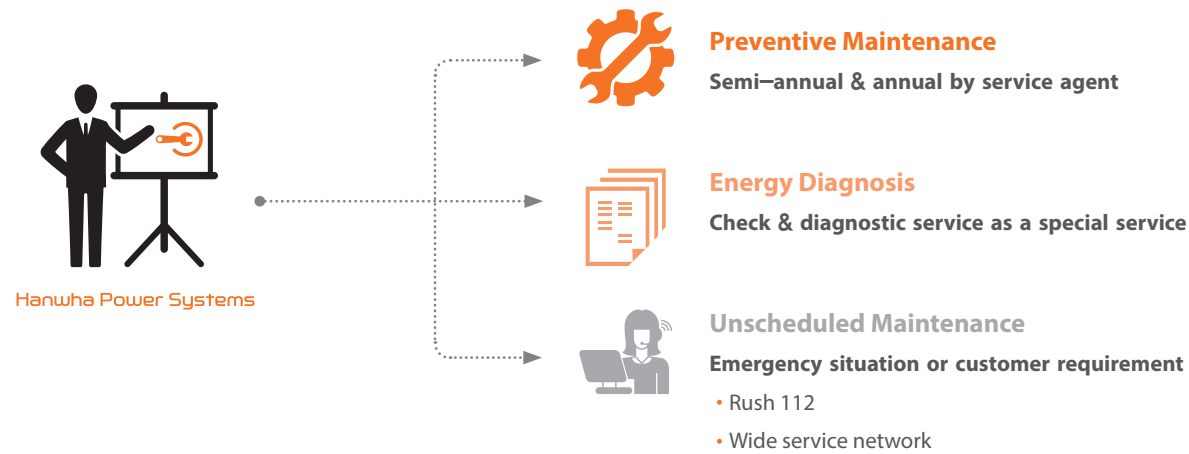 Hanwha Power Systems
Preventive Maintenance
Semi−annual & annual by service agent
Energy Diagnosis
Check & diagnostic service as a special service
Unscheduled Maintenance
Emergency situation or customer requirement
• Rush 112
• Wide service network